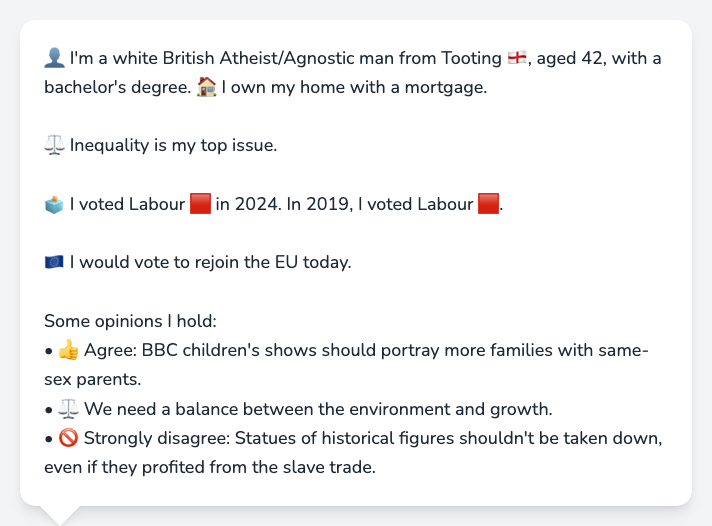 👤 I'm a white British Atheist/Agnostic man from Tooting 🏴󠁧󠁢󠁥󠁮󠁧󠁿, aged 42, with a
bachelor's degree. 🏠 I own my home with a mortgage.
⚖️ Inequality is my top issue.
🗳️ I voted Labour 🟥 in 2024. In 2019, I voted Labour 🟥.
🇪🇺 I would vote to rejoin the EU today.
Some opinions I hold:
• 👍 Agree: BBC children's shows should portray more families with same-
sex parents.
• ⚖️ We need a balance between the environment and growth.
• 🚫 Strongly disagree: Statues of historical figures shouldn't be taken down,
even if they profited from the slave trade.